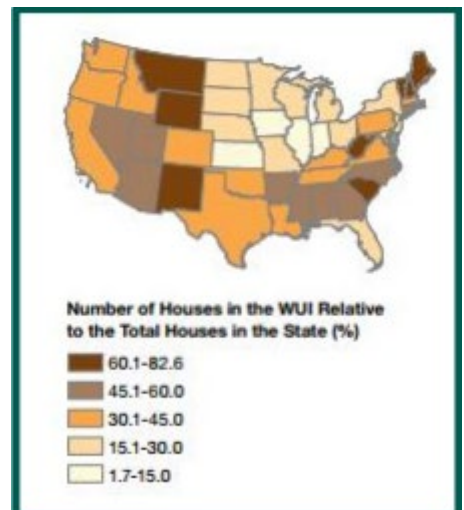 Number of Houses in the WUI Relative
to the Total Houses in the State (%)
60.1-82.6
45.1-60.0
30.1-45.0
15.1-30.0
1.7-15.0